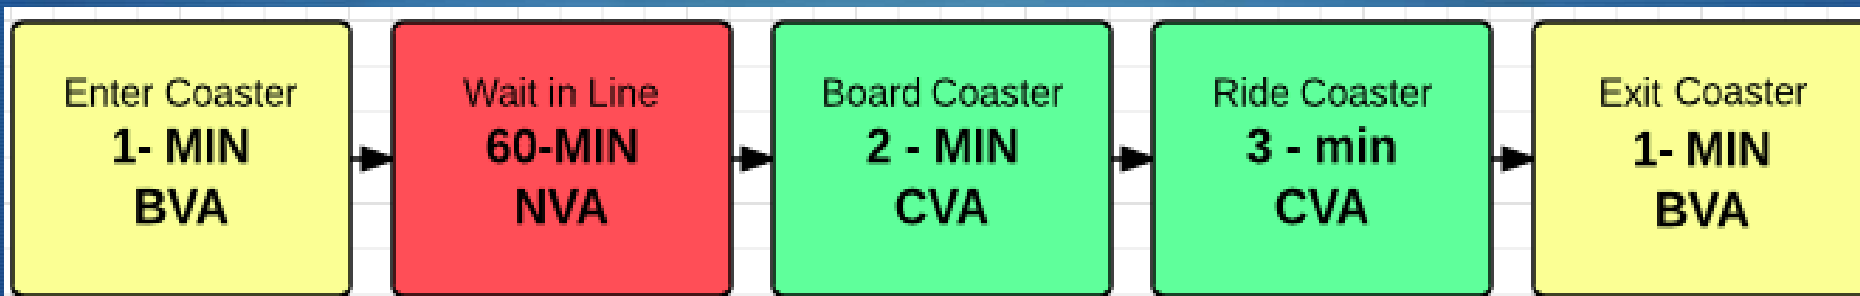 Enter Coaster
1- MIN
BVA
Wait in Line
60-MIN
NVA
Board Coaster
2 - MIN
CVA
Ride Coaster
3 - min
CVA
Exit Coaster
1- MIN
BVA